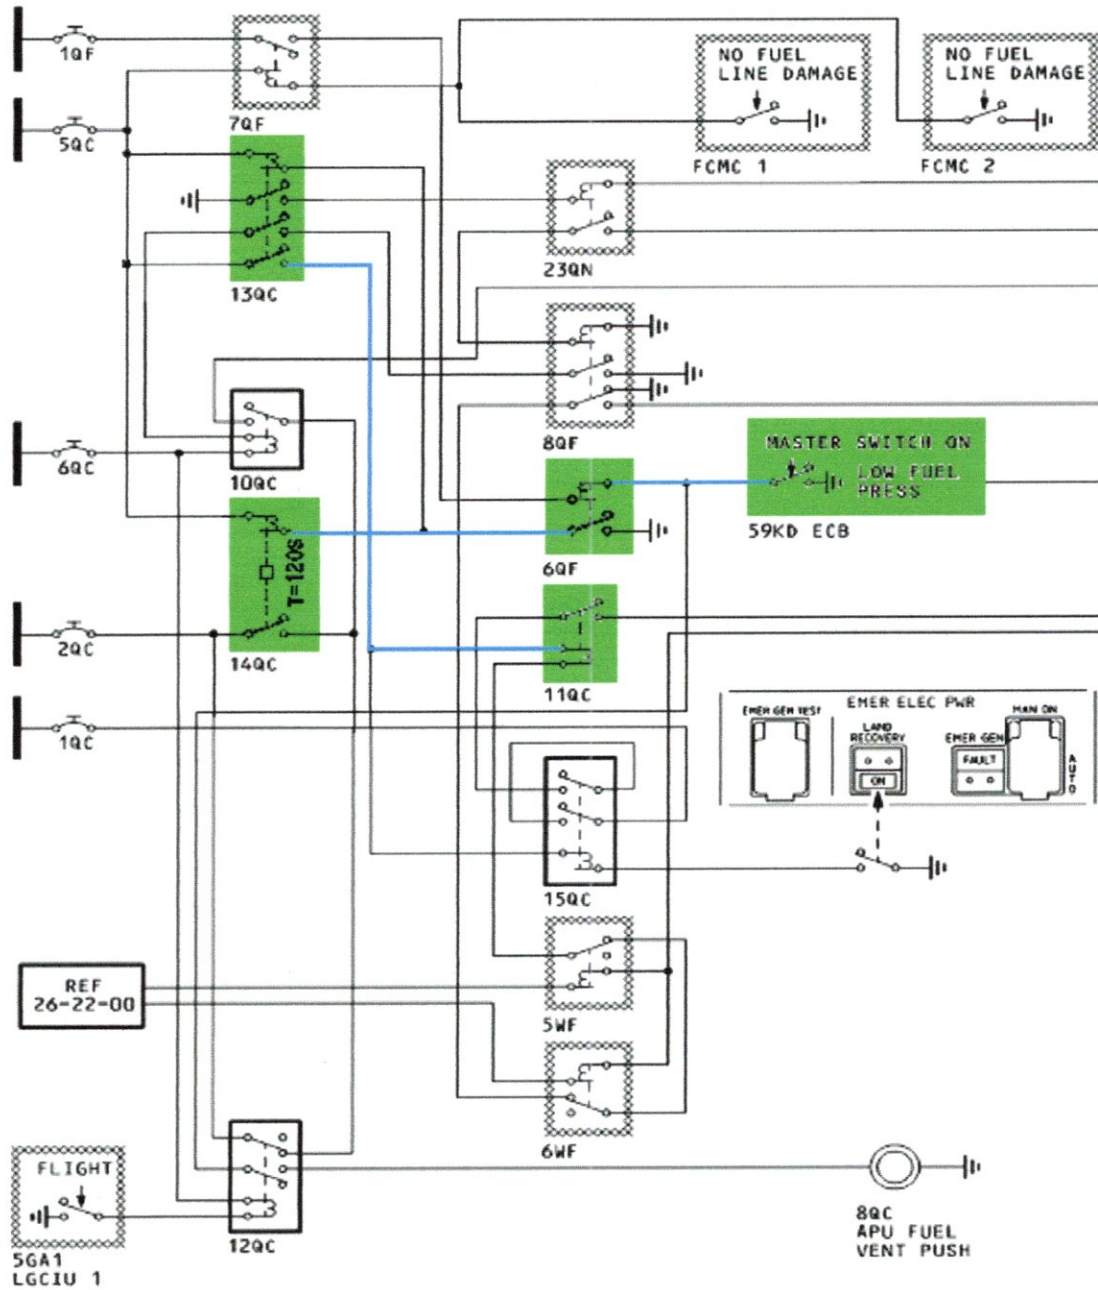 1QF
7QF
NO FUEL
LINE DAMAGE
FCMC 1
NO FUEL
LINE DAMAGE
FCMC 2
5QC
13QC
23QN
6QC
10QC
8QF
MASTER SWITCH ON
LOW FUEL
PRESS
59KD ECB
6QF
T=120S
14QC
2QC
11QC
1QC
EMER ELEC PWR
EMER GEN TEST
LAND
RECOVERY
ON
EMER GEN
FAULT
MAN ON
AUTO
15QC
REF
26-22-00
5WF
6WF
FLIGHT
5GA1
LGCIU 1
12QC
8QC
APU FUEL
VENT PUSH